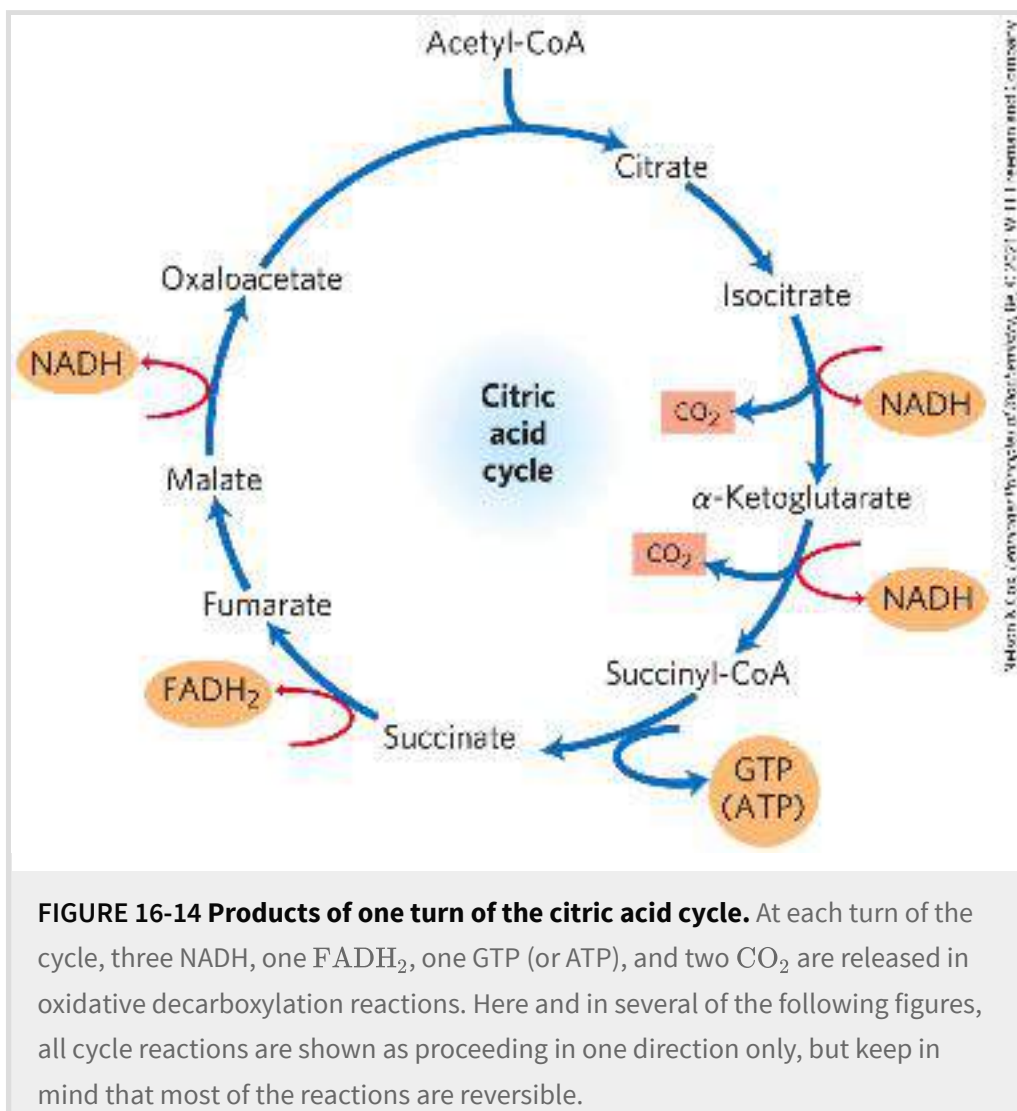 Acetyl-CoA
Citrate
Oxaloacetate
Isocitrate
NADH
Citric
acid
cycle
CO₂
NADH
Malate
α-Ketoglutarate
CO₂
NADH
Fumarate
Succinyl-CoA
FADH₂
Succinate
GTP
(ATP)
FIGURE 16-14 Products of one turn of the citric acid cycle. At each turn of the
cycle, three NADH, one FADH₂, one GTP (or ATP), and two CO₂ are released in
oxidative decarboxylation reactions. Here and in several of the following figures,
all cycle reactions are shown as proceeding in one direction only, but keep in
mind that most of the reactions are reversible.